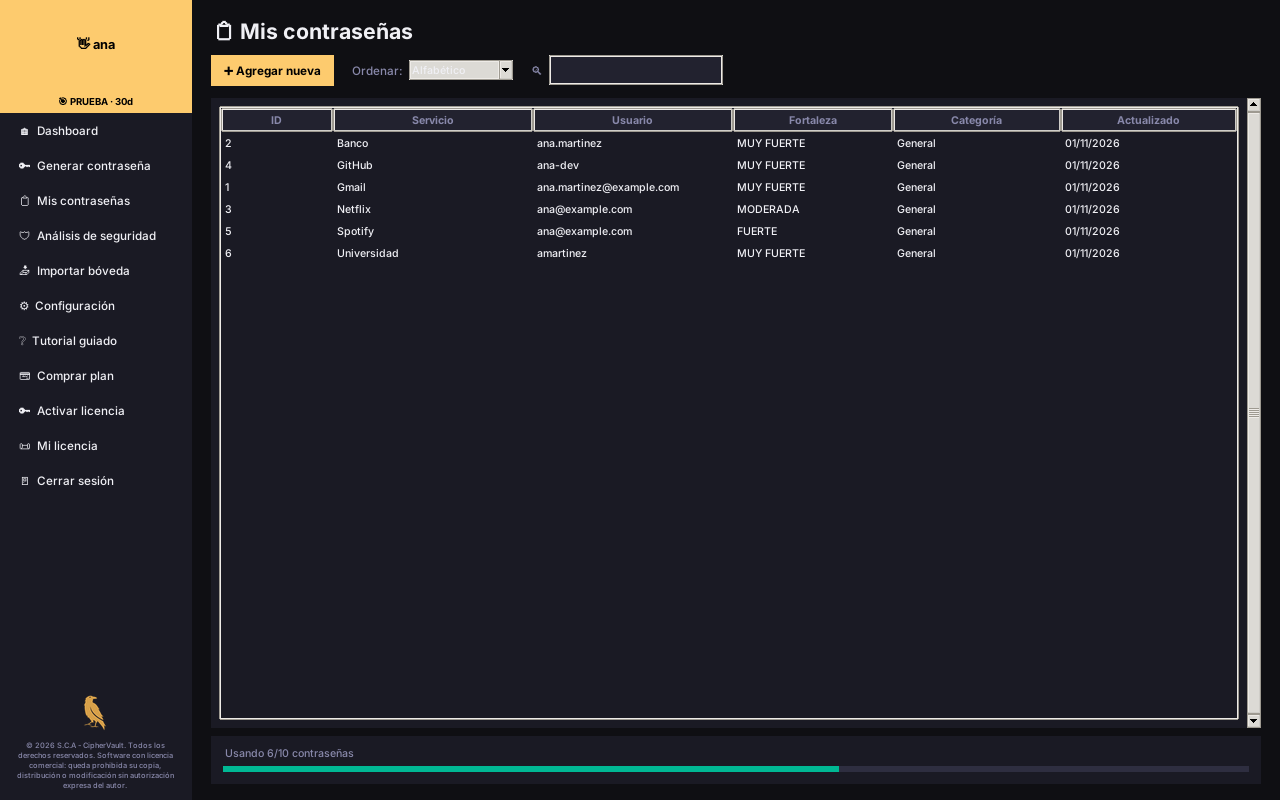 👋 ana
PRUEBA · 30d
Dashboard
Generar contraseña
Mis contraseñas
Análisis de seguridad
Importar bóveda
Configuración
Tutorial guiado
Comprar plan
Activar licencia
Mi licencia
Cerrar sesión
© 2026 S.C.A - CipherVault. Todos los
derechos reservados. Software con licencia
comercial: queda prohibida su copia,
distribución o modificación sin autorización
expresa del autor.
Mis contraseñas
+ Agregar nueva Ordenar: Alfabético
ID Servicio Usuario Fortaleza Categoría Actualizado
2 Banco ana.martinez MUY FUERTE General 01/11/2026
4 GitHub ana-dev MUY FUERTE General 01/11/2026
1 Gmail ana.martinez@example.com MUY FUERTE General 01/11/2026
3 Netflix ana@example.com MODERADA General 01/11/2026
5 Spotify ana@example.com FUERTE General 01/11/2026
6 Universidad amartinez MUY FUERTE General 01/11/2026
Usando 6/10 contraseñas